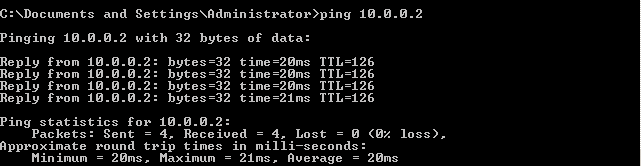 C:\Documents and Settings\Administrator>ping 10.0.0.2
Pinging 10.0.0.2 with 32 bytes of data:
Reply from 10.0.0.2: bytes=32 time=20ms TTL=126
Reply from 10.0.0.2: bytes=32 time=20ms TTL=126
Reply from 10.0.0.2: bytes=32 time=20ms TTL=126
Reply from 10.0.0.2: bytes=32 time=21ms TTL=126
Ping statistics for 10.0.0.2:
    Packets: Sent = 4, Received = 4, Lost = 0 (0% loss),
Approximate round trip times in milli-seconds:
    Minimum = 20ms, Maximum = 21ms, Average = 20ms